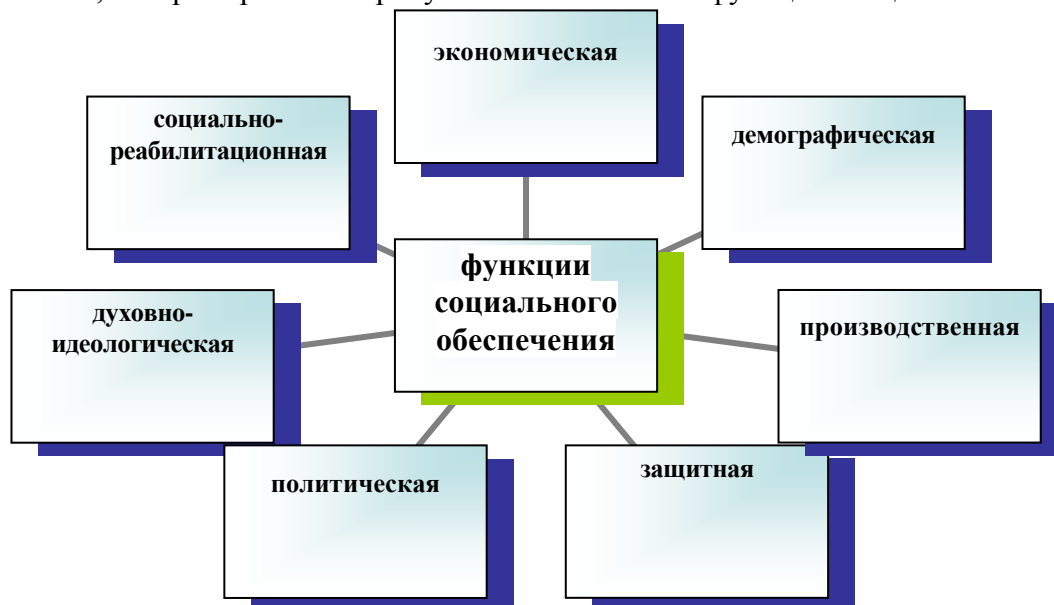 экономическая
социально-
реабилитационная
демографическая
функции
социального
обеспечения
духовно-
идеологическая
производственная
политическая
защитная